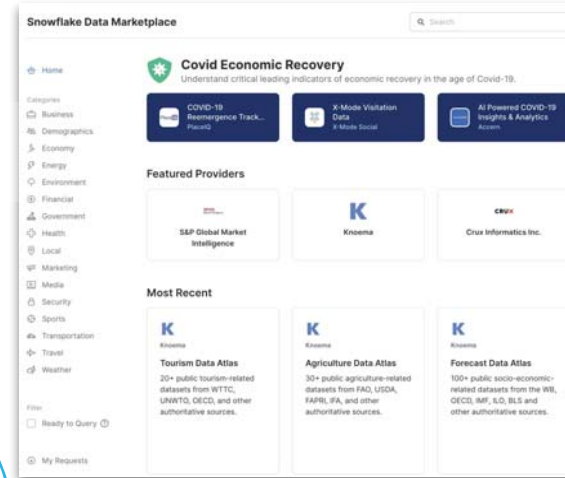 Snowflake Data Marketplace
Search
Home
Covid Economic Recovery
Understand critical leading indicators of economic recovery in the age of Covid-19.
Categories
Business
Demographics
Economy
Energy
Environment
Financial
Government
Health
Local
Marketing
Media
Security
Sports
Transportation
Travel
Weather
Filter
Ready to Query
My Requests
COVID-19
Reemergence Track...
PlaceIQ
X-Mode Visitation
Data
X-Mode Social
AI Powered COVID-19
Insights & Analytics
Accern
Featured Providers
S&P Global Market
Intelligence
K
Knoema
CRUX
Crux Informatics Inc.
Most Recent
K
Knoema
Tourism Data Atlas
20+ public tourism-related
datasets from WTTC,
UNWTO, OECD, and other
authoritative sources.
K
Knoema
Agriculture Data Atlas
30+ public agriculture-related
datasets from FAO, USDA,
FAPRI, IFA, and other
authoritative sources.
K
Knoema
Forecast Data Atlas
100+ public socio-economic-
related datasets from the WB,
OECD, IMF, ILO, BLS and
other authoritative sources.